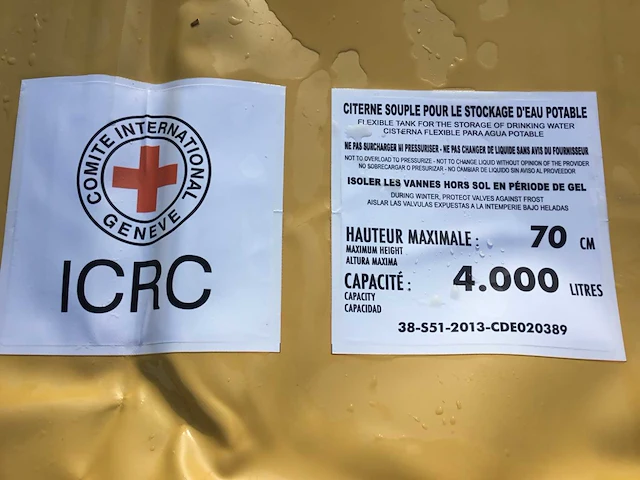 COMITE INTERNATIONAL
GENEVE
ICRC
CITERNE SOUPLE POUR LE STOCKAGE D'EAU POTABLE
FLEXIBLE TANK FOR THE STORAGE OF DRINKING WATER
CISTERNA FLEXIBLE PARA AGUA POTABLE
NE PAS SURCHARGER NI PRESSURISER - NE PAS CHANGER DE LIQUIDE SANS AVIS DU FOURNISSEUR
NOT TO OVERLOAD TO PRESSURIZE - NOT TO CHANGE LIQUID WITHOUT OPINION OF THE PROVIDER
NO SOBRECARGAR O PRESURIZAR - NO CAMBIAR DE LIQUIDO SIN AVISO AL PROVEEDOR
ISOLER LES VANNES HORS SOL EN PÉRIODE DE GEL
DURING WINTER, PROTECT VALVES AGAINST FROST
AISLAR LAS VALVULAS EXPUESTAS A LA INTEMPERIE BAJO HELADAS
HAUTEUR MAXIMALE : 70 CM
MAXIMUM HEIGHT
ALTURA MAXIMA
CAPACITÉ : 4.000 LITRES
CAPACITY
CAPACIDAD
38-S51-2013-CDE020389